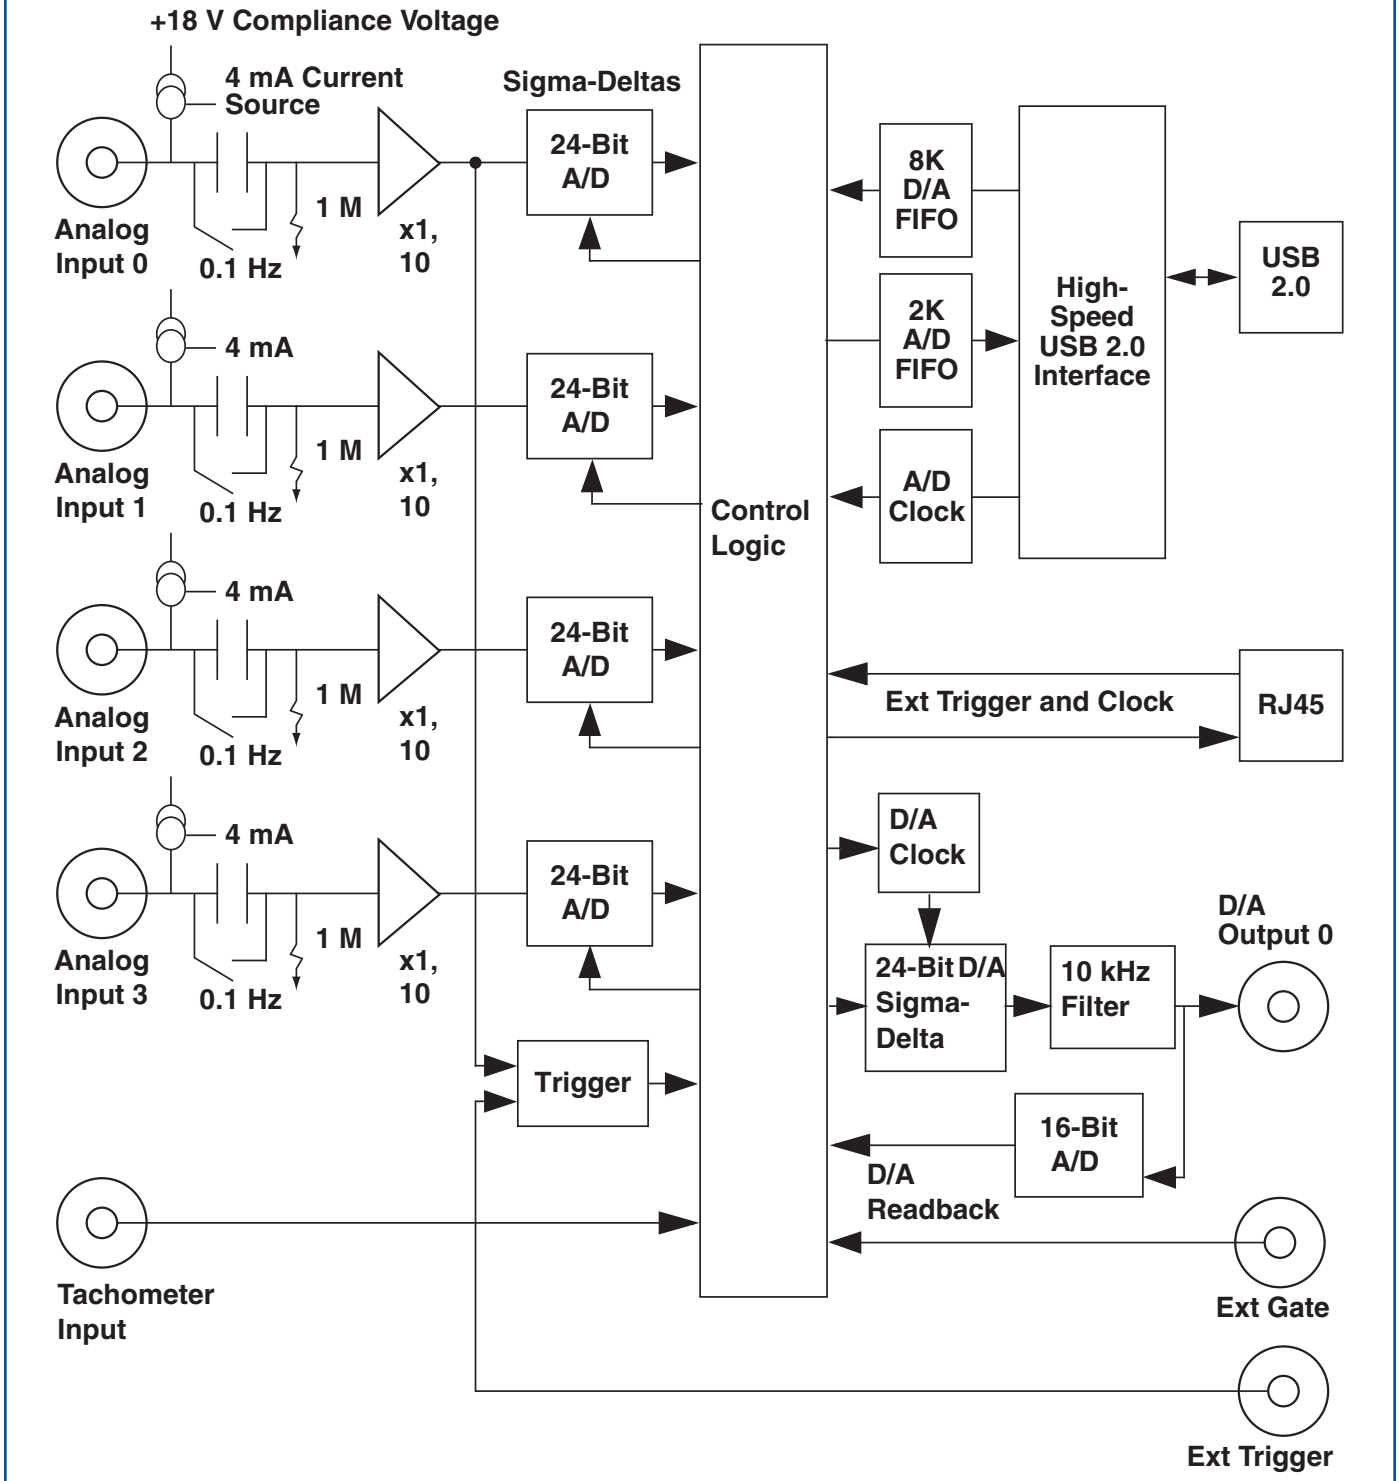 +18 V Compliance Voltage
4 mA Current
Source
Sigma-Deltas
24-Bit
A/D
Analog
Input 0
1 M
0.1 Hz
x1,
10
4 mA
24-Bit
A/D
Analog
Input 1
1 M
0.1 Hz
x1,
10
4 mA
24-Bit
A/D
Analog
Input 2
1 M
0.1 Hz
x1,
10
4 mA
24-Bit
A/D
Analog
Input 3
1 M
0.1 Hz
x1,
10
Trigger
Tachometer
Input
Control
Logic
8K
D/A
FIFO
2K
A/D
FIFO
A/D
Clock
High-
Speed
USB 2.0
Interface
USB
2.0
Ext Trigger and Clock
RJ45
D/A
Clock
24-Bit D/A
Sigma-
Delta
10 kHz
Filter
D/A
Output 0
16-Bit
A/D
D/A
Readback
Ext Gate
Ext Trigger